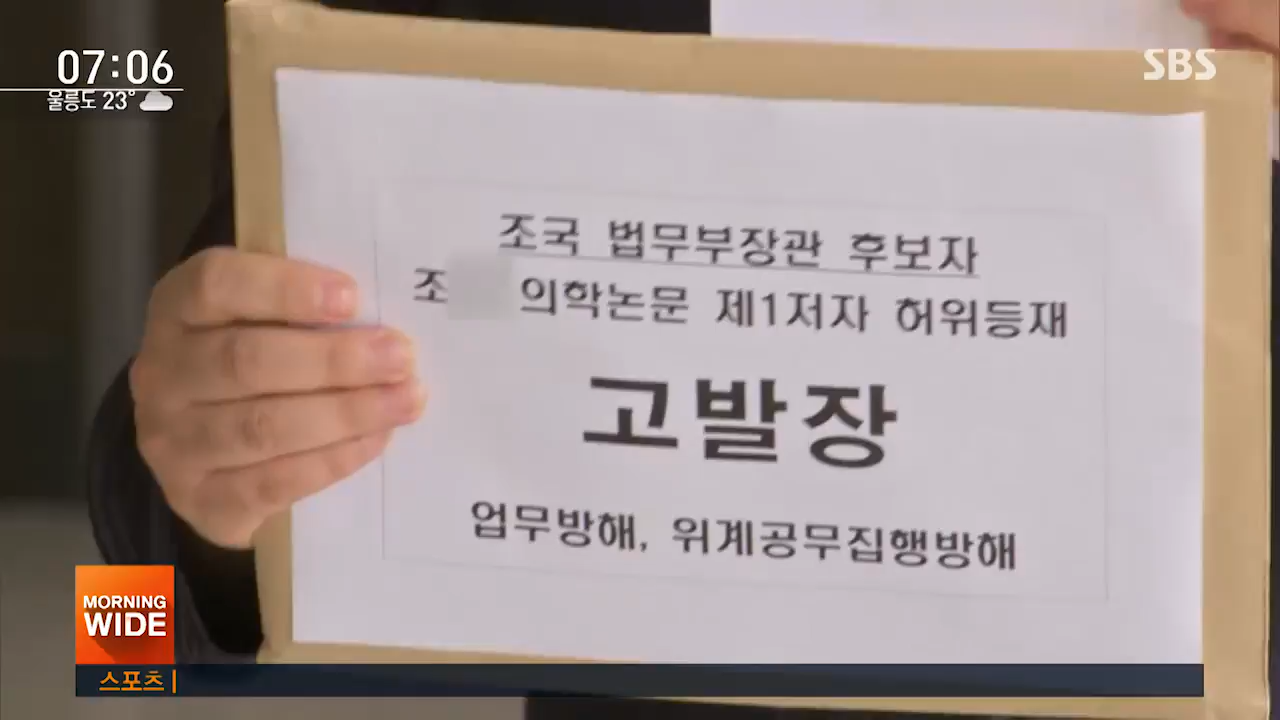 07:06
울릉도 23°
SBS
조국 법무부장관 후보자
조 의학논문 제1저자 허위등재
고발장
업무방해, 위계공무집행방해
MORNING
WIDE
스포츠